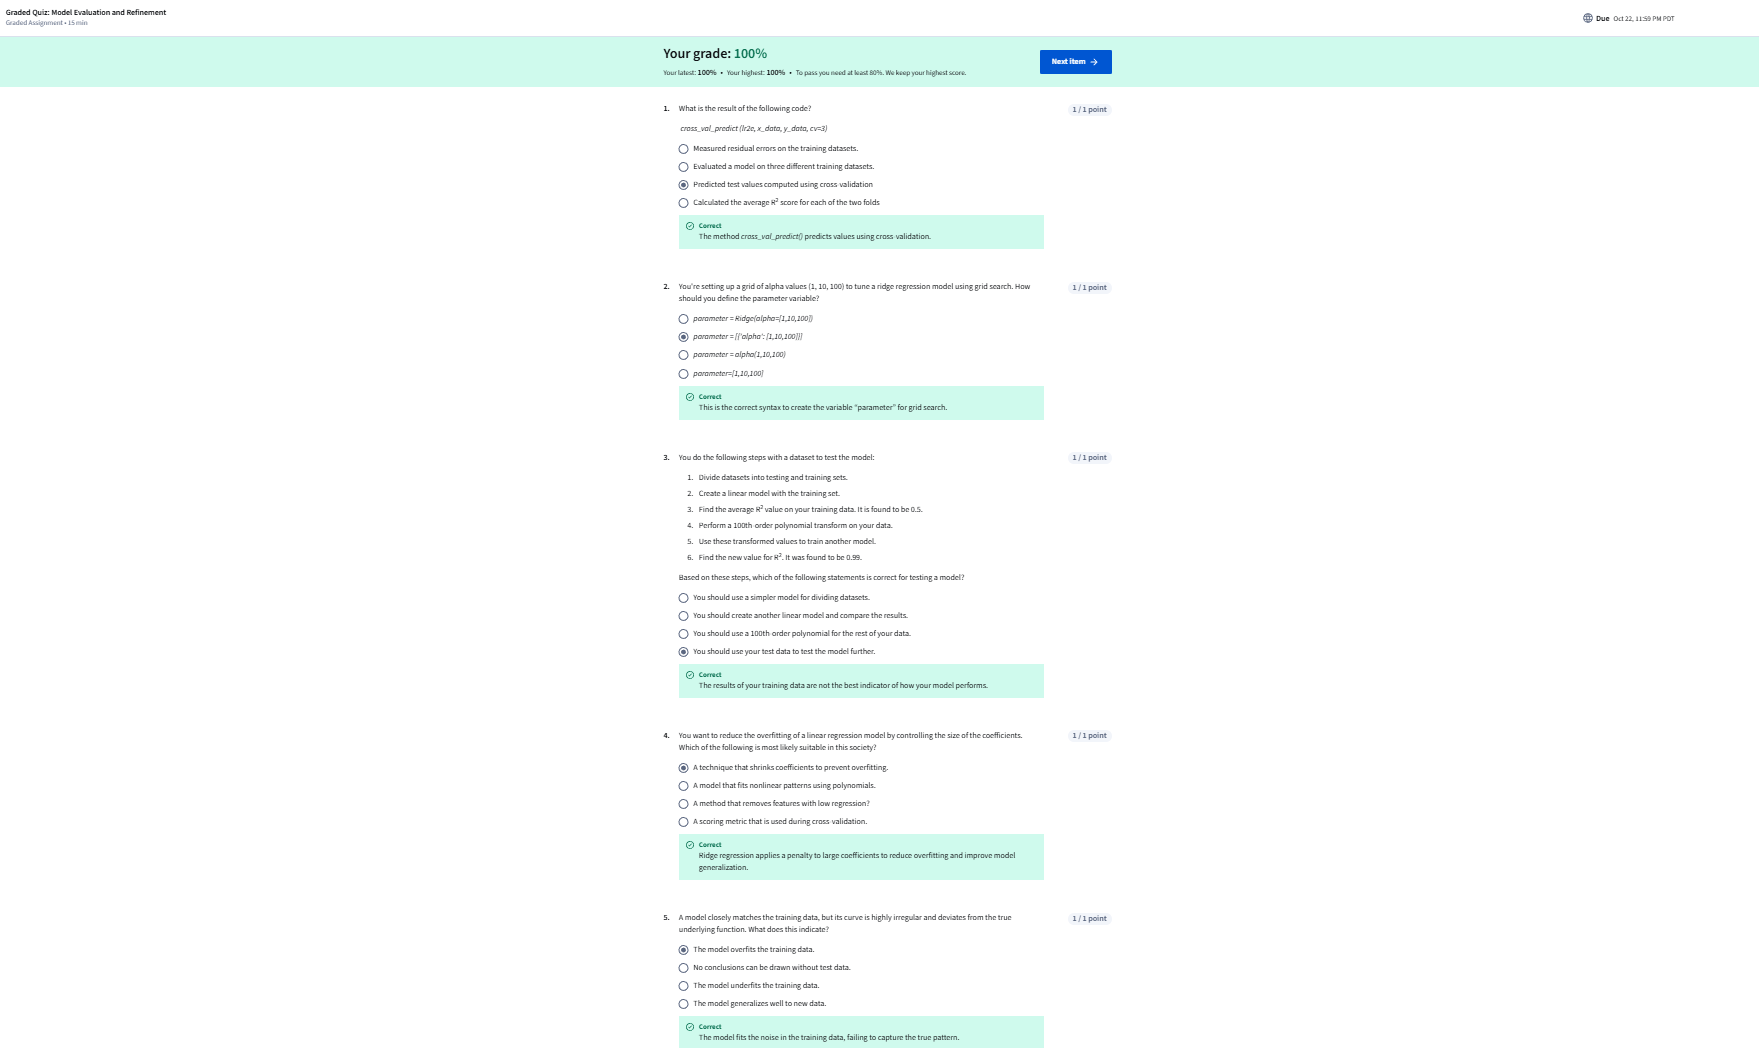 Graded Quiz: Model Evaluation and Refinement
Graded Assignment • 15 min
Due Oct 22, 11:59 PM PDT
Your grade: 100%
Your latest: 100% • Your highest: 100% • To pass you need at least 80%. We keep your highest score.
Next item →
1. What is the result of the following code?
1 / 1 point
cross_val_predict (lr2e, x_data, y_data, cv=3)
Measured residual errors on the training datasets.
Evaluated a model on three different training datasets.
Predicted test values computed using cross-validation
Calculated the average R² score for each of the two folds
Correct
The method cross_val_predict() predicts values using cross-validation.
2. You're setting up a grid of alpha values (1, 10, 100) to tune a ridge regression model using grid search. How
should you define the parameter variable?
1 / 1 point
parameter = Ridge(alpha=[1,10,100])
parameter = [{'alpha': [1,10,100]}]
parameter = alpha(1,10,100)
parameter=[1,10,100]
Correct
This is the correct syntax to create the variable “parameter” for grid search.
3. You do the following steps with a dataset to test the model:
1 / 1 point
1. Divide datasets into testing and training sets.
2. Create a linear model with the training set.
3. Find the average R² value on your training data. It is found to be 0.5.
4. Perform a 100th-order polynomial transform on your data.
5. Use these transformed values to train another model.
6. Find the new value for R². It was found to be 0.99.
Based on these steps, which of the following statements is correct for testing a model?
You should use a simpler model for dividing datasets.
You should create another linear model and compare the results.
You should use a 100th-order polynomial for the rest of your data.
You should use your test data to test the model further.
Correct
The results of your training data are not the best indicator of how your model performs.
4. You want to reduce the overfitting of a linear regression model by controlling the size of the coefficients.
Which of the following is most likely suitable in this society?
1 / 1 point
A technique that shrinks coefficients to prevent overfitting.
A model that fits nonlinear patterns using polynomials.
A method that removes features with low regression?
A scoring metric that is used during cross-validation.
Correct
Ridge regression applies a penalty to large coefficients to reduce overfitting and improve model
generalization.
5. A model closely matches the training data, but its curve is highly irregular and deviates from the true
underlying function. What does this indicate?
1 / 1 point
The model overfits the training data.
No conclusions can be drawn without test data.
The model underfits the training data.
The model generalizes well to new data.
Correct
The model fits the noise in the training data, failing to capture the true pattern.